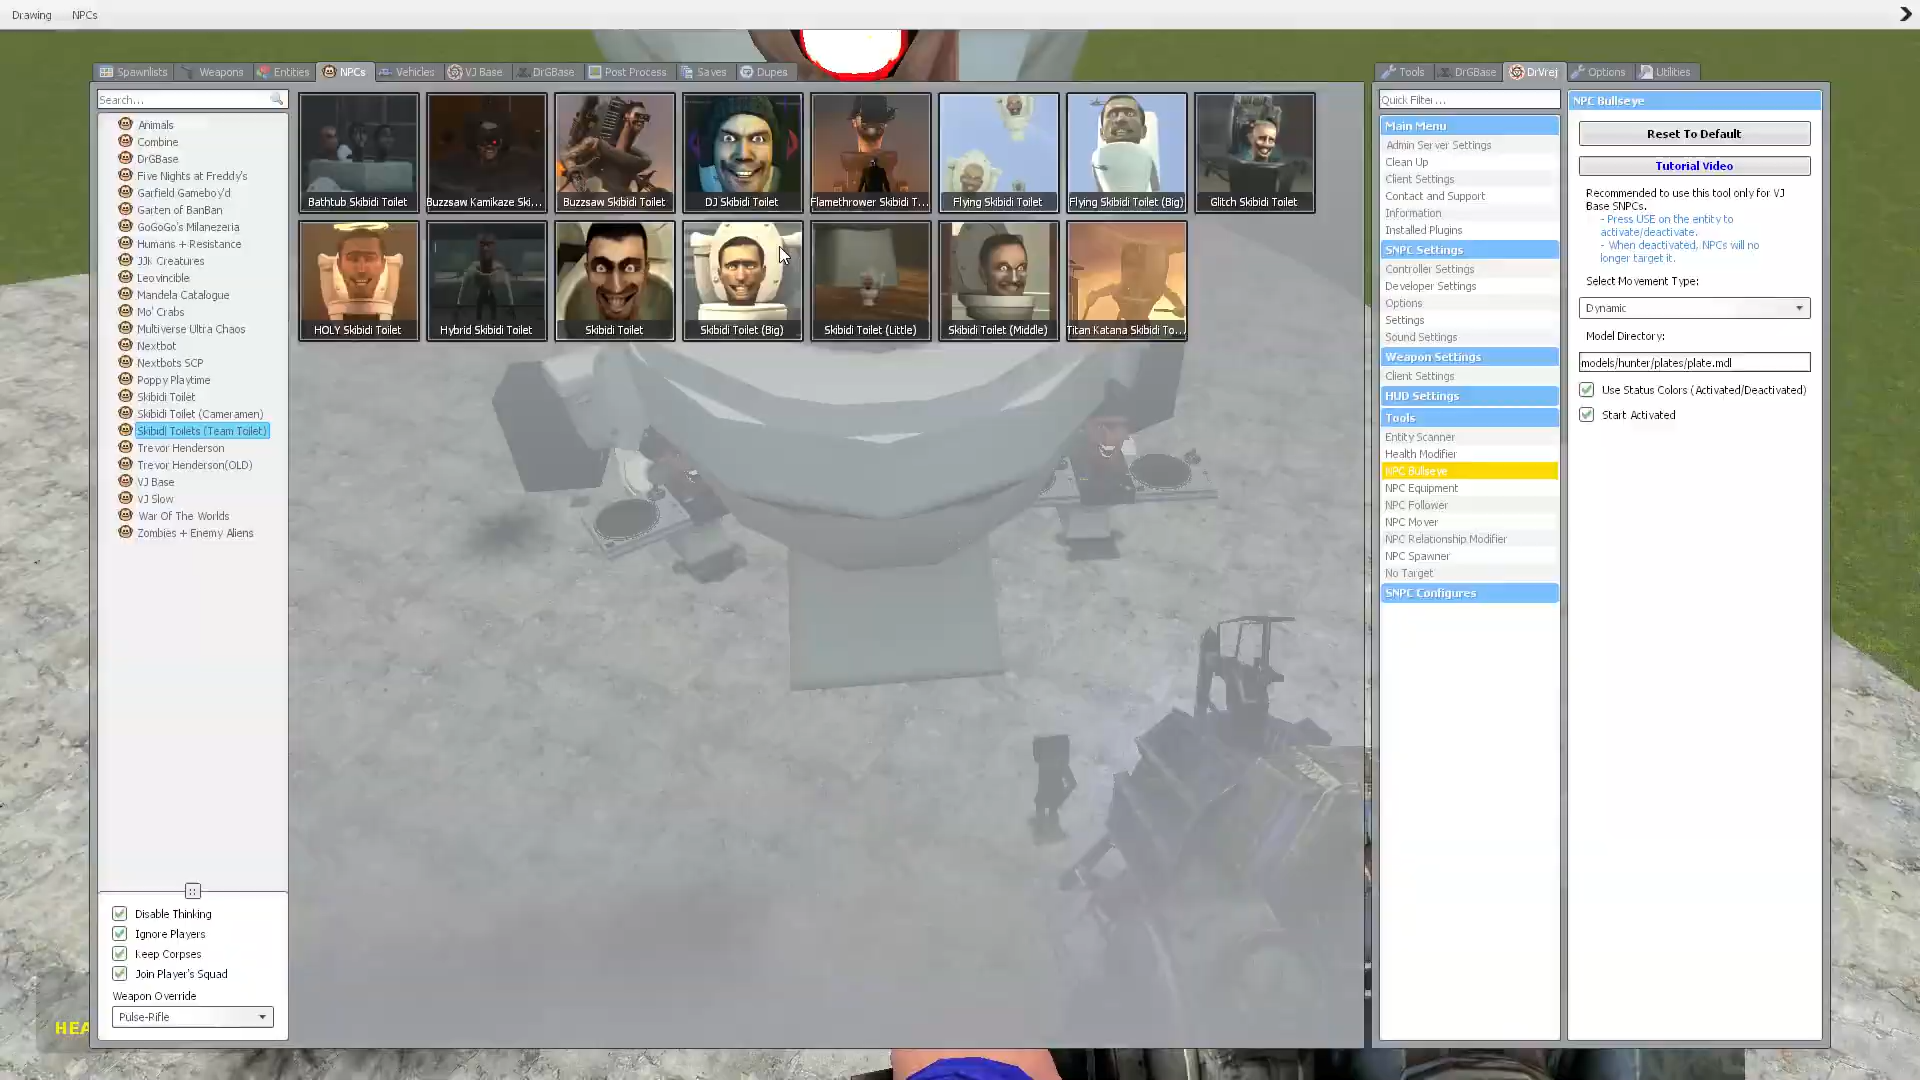 Drawing NPCs
Spawnlists Weapons Entities NPCs Vehicles VJ Base DrGBase Post Process Saves Dupes
Search...
Animals
Combine
DrGBase
Five Nights at Freddy's
Garfield Gameboy'd
Garten of BanBan
GoGoGo's Milanezeria
Humans + Resistance
JJK Creatures
Leovincible
Mandela Catalogue
Mo' Crabs
Multiverse Ultra Chaos
Nextbot
Nextbots SCP
Poppy Playtime
Skibidi Toilet
Skibidi Toilet (Cameramen)
Skibidi Toilets (Team Toilet)
Trevor Henderson
Trevor Henderson(OLD)
VJ Base
VJ Slow
War Of The Worlds
Zombies + Enemy Aliens
Disable Thinking
Ignore Players
Keep Corpses
Join Player's Squad
Weapon Override
Pulse-Rifle
HEA
Bathtub Skibidi Toilet
Buzzsaw Kamikaze Ski...
Buzzsaw Skibidi Toilet
DJ Skibidi Toilet
Flamethrower Skibidi T...
Flying Skibidi Toilet
Flying Skibidi Toilet (Big)
Glitch Skibidi Toilet
HOLY Skibidi Toilet
Hybrid Skibidi Toilet
Skibidi Toilet
Skibidi Toilet (Big)
Skibidi Toilet (Little)
Skibidi Toilet (Middle)
Titan Katana Skibidi To...
Tools DrGBase DrVrej Options Utilities
Quick Filter...
Main Menu
Admin Server Settings
Clean Up
Client Settings
Contact and Support
Information
Installed Plugins
SNPC Settings
Controller Settings
Developer Settings
Options
Settings
Sound Settings
Weapon Settings
Client Settings
HUD Settings
Tools
Entity Scanner
Health Modifier
NPC Bullseye
NPC Equipment
NPC Follower
NPC Mover
NPC Relationship Modifier
NPC Spawner
No Target
SNPC Configures
NPC Bullseye
Reset To Default
Tutorial Video
Recommended to use this tool only for VJ
Base SNPCs.
- Press USE on the entity to
activate/deactivate.
- When deactivated, NPCs will no
longer target it.
Select Movement Type:
Dynamic
Model Directory:
models/hunter/plates/plate.mdl
Use Status Colors (Activated/Deactivated)
Start Activated